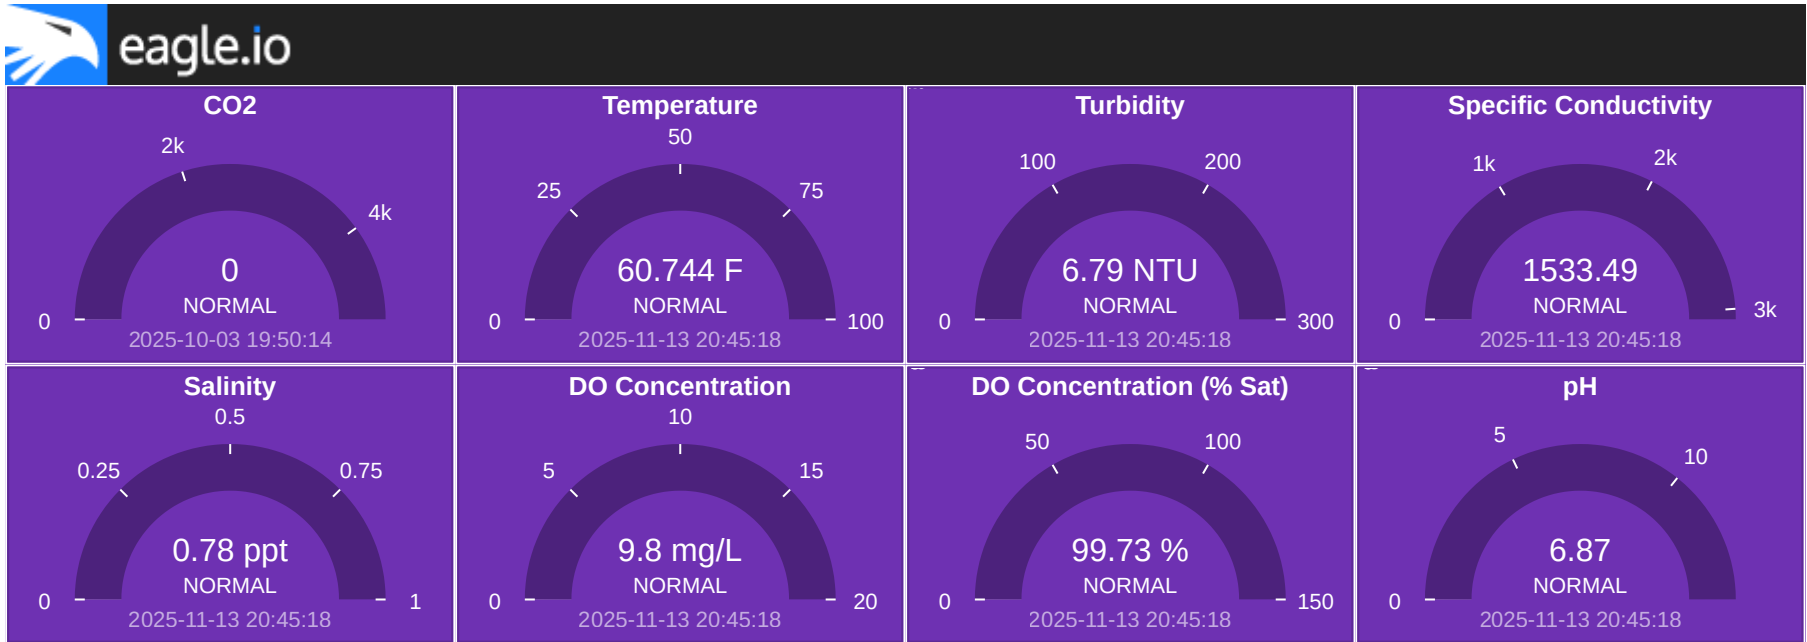 eagle.io
CO2
2k
4k
0
0
NORMAL
2025-10-03 19:50:14
Temperature
50
25
75
60.744 F
NORMAL
0
100
2025-11-13 20:45:18
Turbidity
100
200
6.79 NTU
NORMAL
0
300
2025-11-13 20:45:18
Specific Conductivity
1k
2k
1533.49
NORMAL
0
3k
2025-11-13 20:45:18
Salinity
0.5
0.25
0.75
0.78 ppt
NORMAL
0
1
2025-11-13 20:45:18
DO Concentration
10
5
15
9.8 mg/L
NORMAL
0
20
2025-11-13 20:45:18
DO Concentration (% Sat)
50
100
99.73 %
NORMAL
0
150
2025-11-13 20:45:18
pH
5
10
6.87
NORMAL
0
2025-11-13 20:45:18